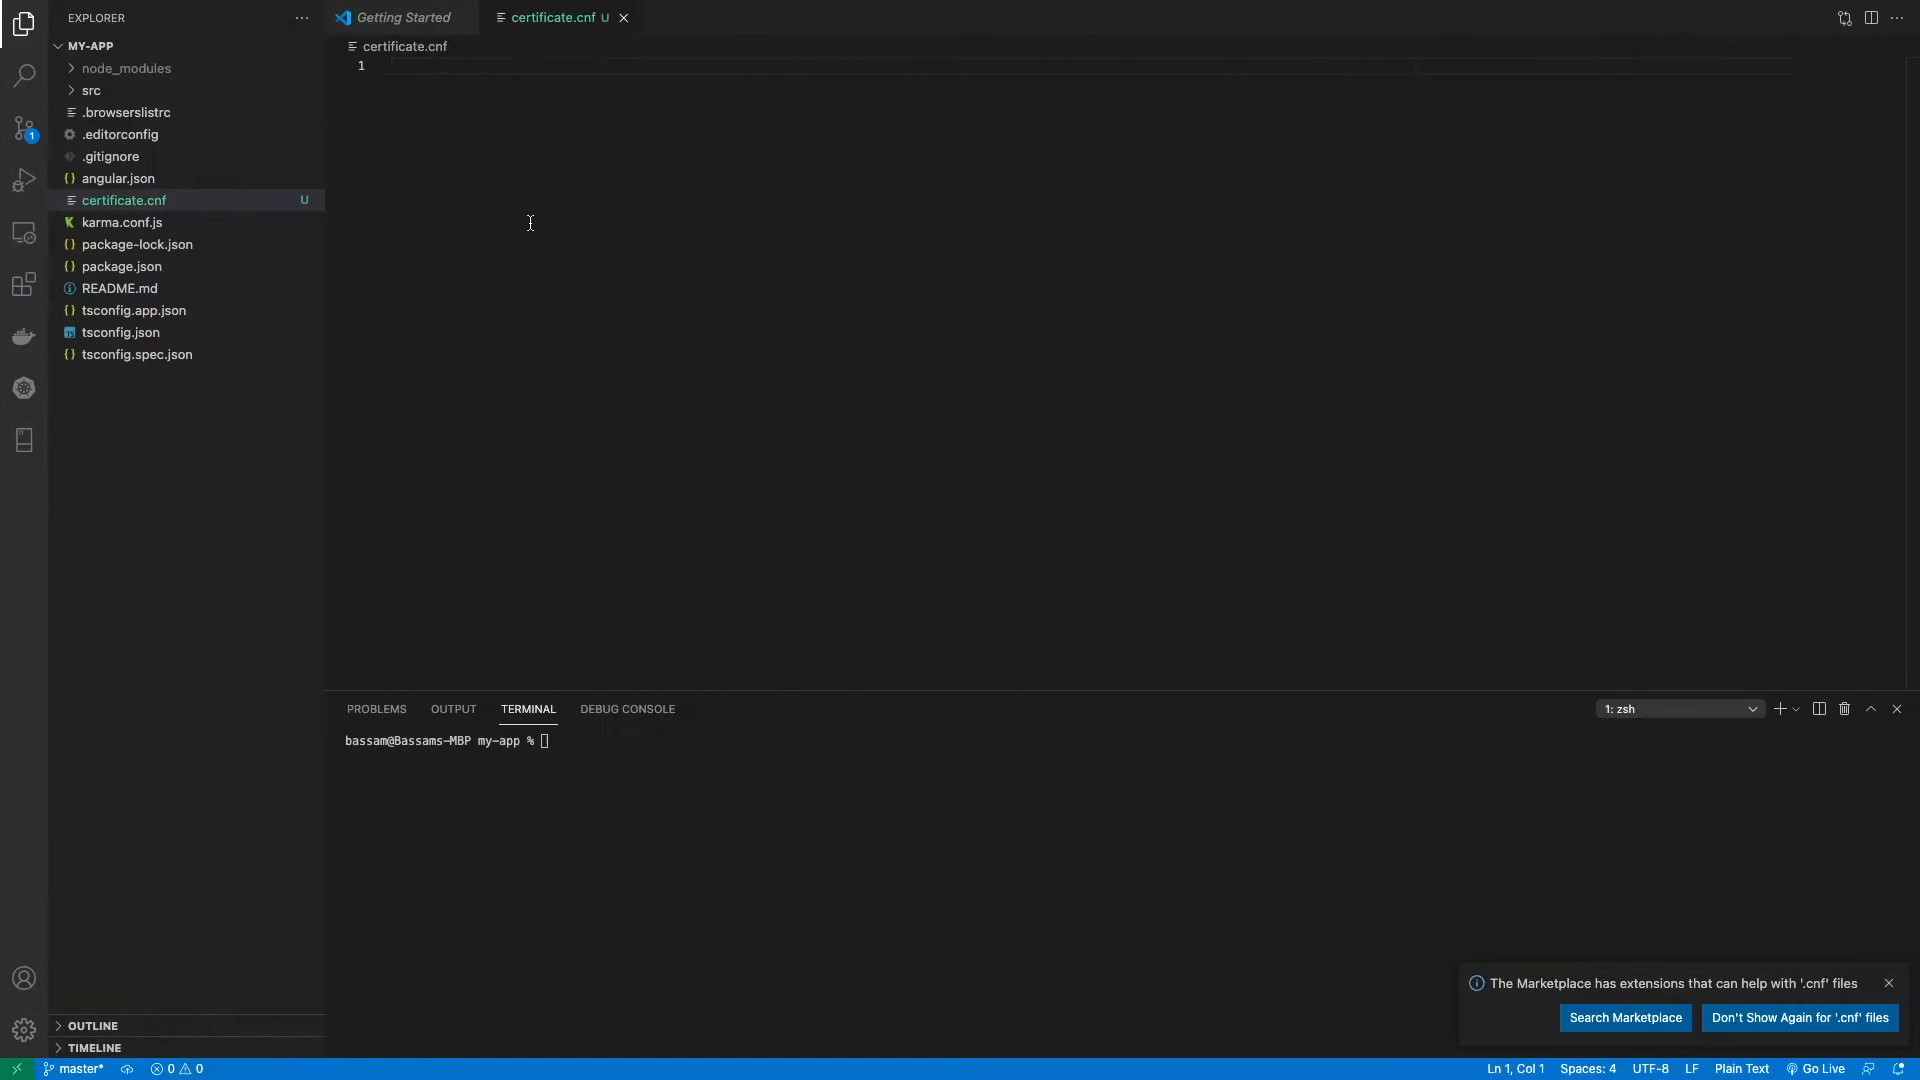 EXPLORER
MY-APP
node_modules
src
.browserslistrc
.editorconfig
.gitignore
angular.json
certificate.cnf U
karma.conf.js
package-lock.json
package.json
README.md
tsconfig.app.json
tsconfig.json
tsconfig.spec.json
OUTLINE
TIMELINE
Getting Started
certificate.cnf U
certificate.cnf
1
PROBLEMS OUTPUT TERMINAL DEBUG CONSOLE
1: zsh
bassam@Bassams-MBP my-app %
The Marketplace has extensions that can help with '.cnf' files
Search Marketplace
Don't Show Again for '.cnf' files
1
master* 0 0
Ln 1, Col 1 Spaces: 4 UTF-8 LF Plain Text Go Live